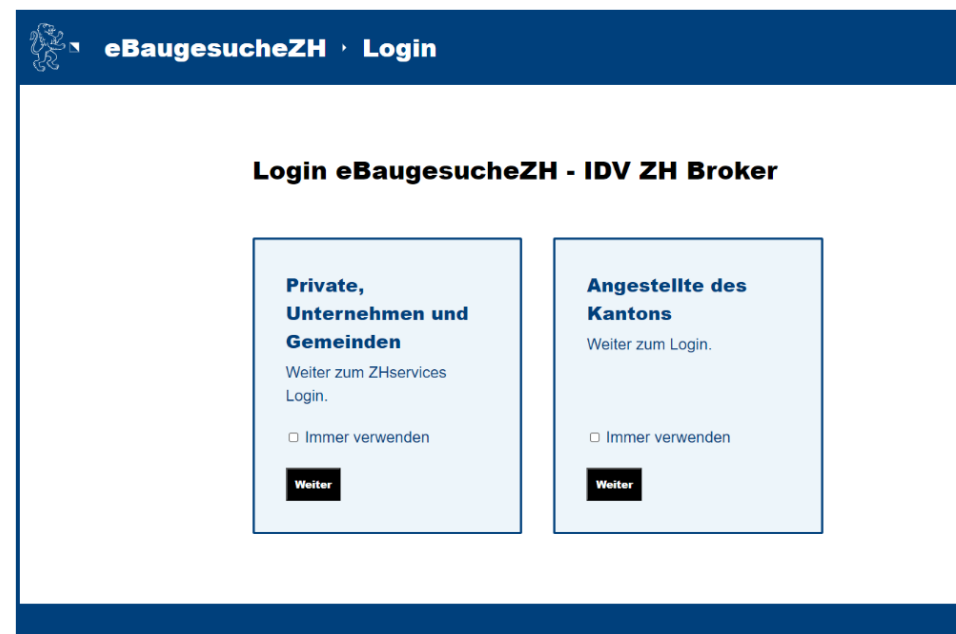 eBaugesucheZH Login
Login eBaugesucheZH - IDV ZH Broker
Private,
Unternehmen und
Gemeinden
Weiter zum ZHservices
Login.
Immer verwenden
Weiter
Angestellte des
Kantons
Weiter zum Login.
Immer verwenden
Weiter